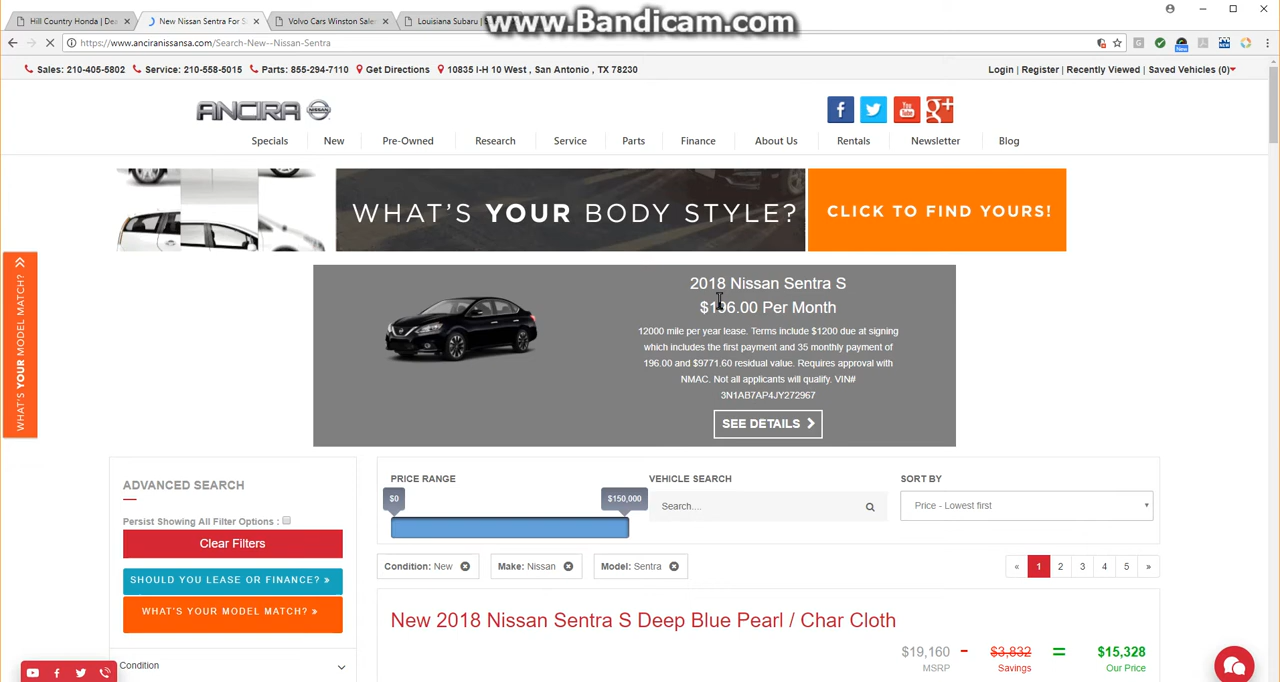 www.Bandicam.com
Hill Country Honda | Dea
New Nissan Sentra For S
Volvo Cars Winston Sale
Louisiana Subaru | S
https://www.anciranissansa.com/Search-New--Nissan-Sentra
Sales: 210-405-5802 Service: 210-558-5015 Parts: 855-294-7110 Get Directions 10835 I-H 10 West , San Antonio , TX 78230
Login | Register | Recently Viewed | Saved Vehicles (0)
ANCIRA
Specials New Pre-Owned Research Service Parts Finance About Us Rentals Newsletter Blog
WHAT'S YOUR BODY STYLE?
CLICK TO FIND YOURS!
WHAT'S YOUR MODEL MATCH?
2018 Nissan Sentra S
$196.00 Per Month
12000 mile per year lease. Terms include $1200 due at signing
which includes the first payment and 35 monthly payment of
196.00 and $9771.60 residual value. Requires approval with
NMAC. Not all applicants will qualify. VIN#
3N1AB7AP4JY272967
SEE DETAILS
ADVANCED SEARCH
Persist Showing All Filter Options :
Clear Filters
SHOULD YOU LEASE OR FINANCE? »
WHAT'S YOUR MODEL MATCH? »
Condition
PRICE RANGE
$0
$150,000
VEHICLE SEARCH
Search....
SORT BY
Price - Lowest first
Condition: New
Make: Nissan
Model: Sentra
« 1 2 3 4 5 »
New 2018 Nissan Sentra S Deep Blue Pearl / Char Cloth
$19,160 - $3,832 = $15,328
MSRP Savings Our Price